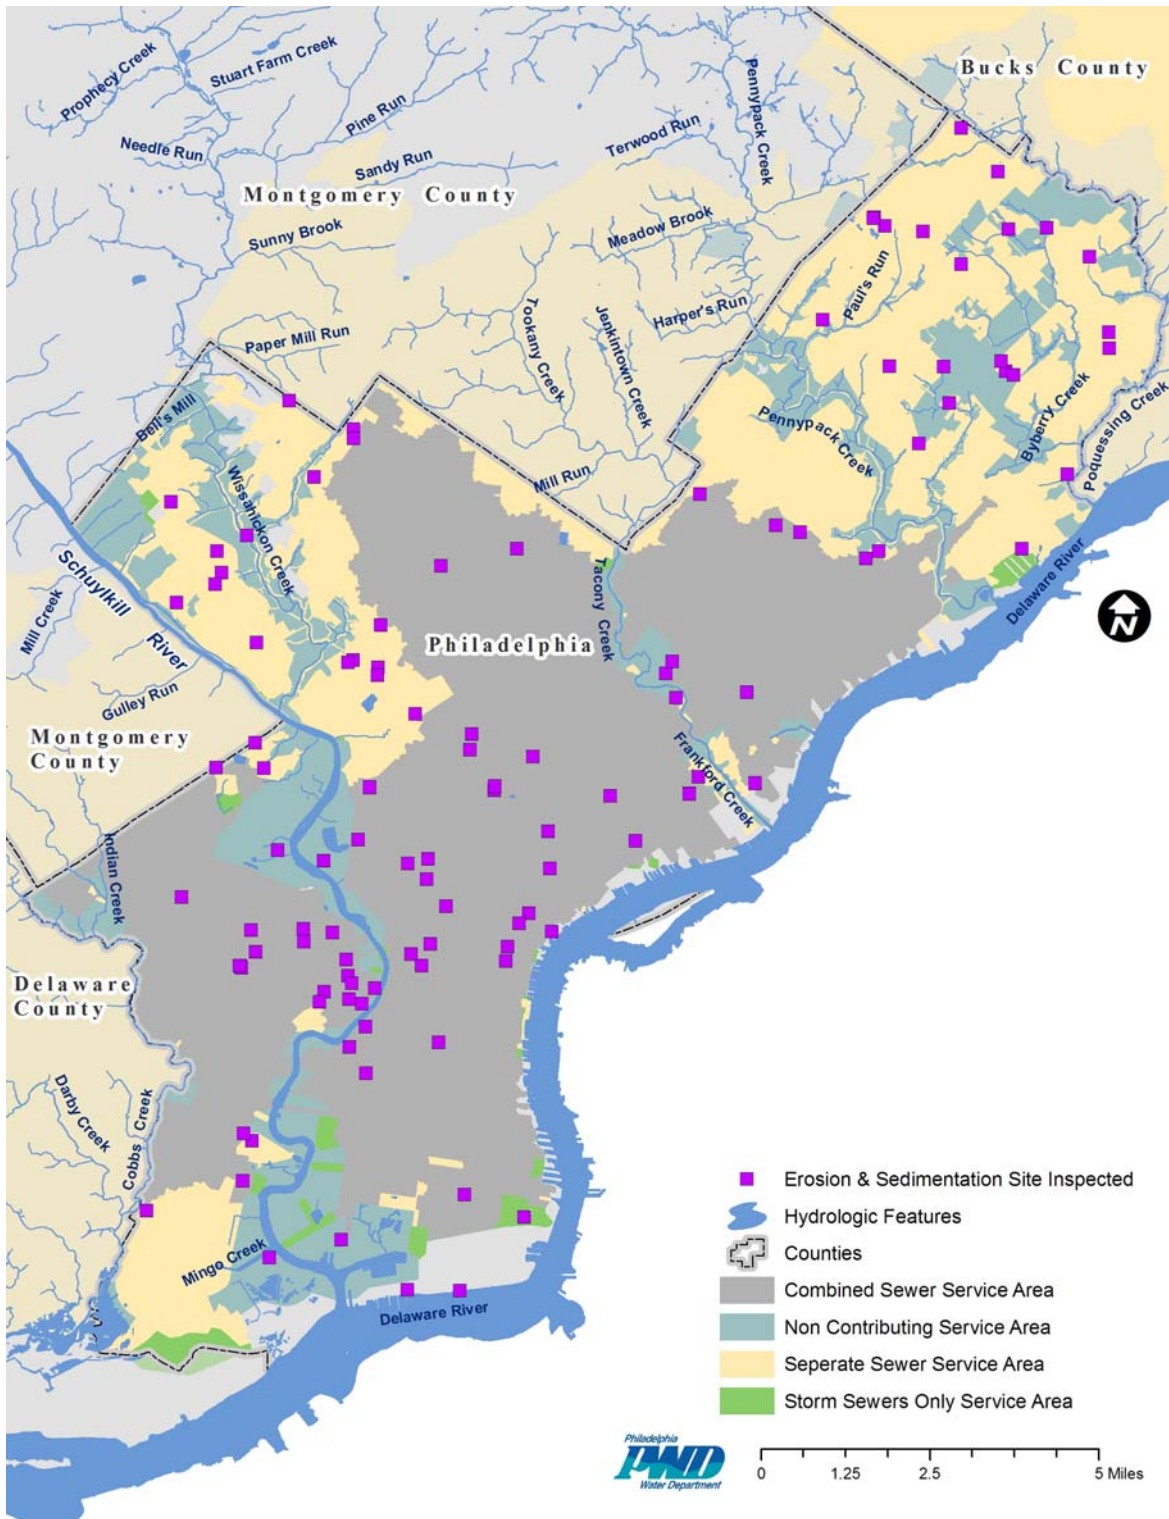 Prophecy Creek
Stuart Farm Creek
Pine Run
Needle Run
Sandy Run
Terwood Run
Pennypack Creek
Bucks County
Montgomery County
Sunny Brook
Meadow Brook
Paul's Run
Harper's Run
Tookany Creek
Jenkintown Creek
Paper Mill Run
Bell's Mill
Wissahickon Creek
Mill Run
Pennypack Creek
Byberry Creek
Poquessing Creek
Schuylkill River
Mill Creek
Gulley Run
Tacony Creek
Philadelphia
Delaware River
N
Montgomery
County
Frankford Creek
Indian Creek
Delaware
County
Darby Creek
Cobbs Creek
Mingo Creek
Delaware River
Erosion & Sedimentation Site Inspected
Hydrologic Features
Counties
Combined Sewer Service Area
Non Contributing Service Area
Seperate Sewer Service Area
Storm Sewers Only Service Area
Philadelphia
PWD
Water Department
0 1.25 2.5 5 Miles